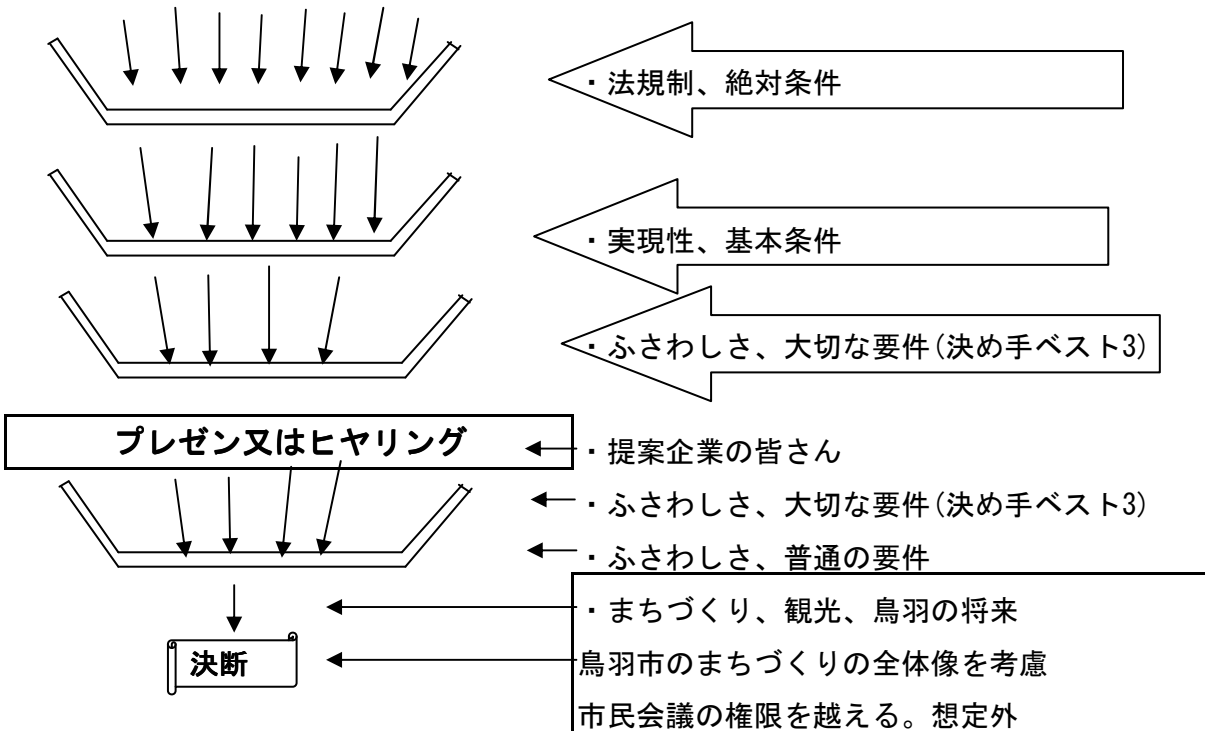 ・法規制、絶対条件
・実現性、基本条件
・ふさわしさ、大切な要件(決め手ベスト3)
プレゼン又はヒヤリング
・提案企業の皆さん
・ふさわしさ、大切な要件(決め手ベスト3)
・ふさわしさ、普通の要件
・まちづくり、観光、鳥羽の将来
決断
鳥羽市のまちづくりの全体像を考慮
市民会議の権限を越える。想定外